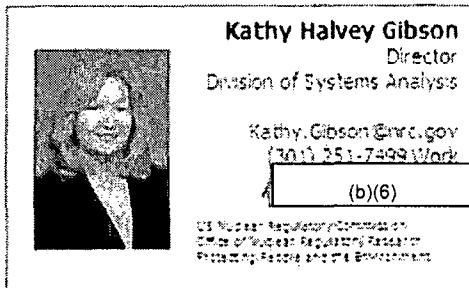 Kathy Halvey Gibson
Director
Division of Systems Analysis
Kathy.Gibson@nrc.gov
(301) 251-7499 Work
(b)(6)
US Nuclear Regulatory Commission
Office of Nuclear Regulatory Research
Protecting People and the Environment